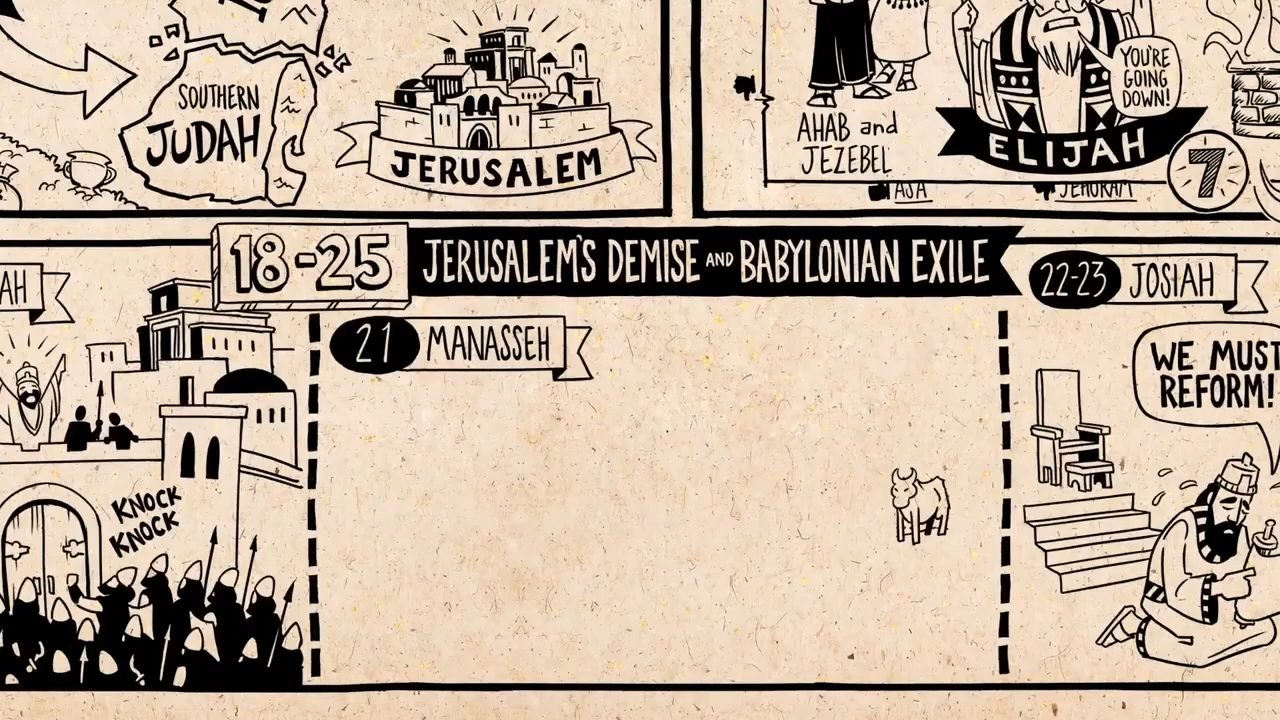 SOUTHERN
JUDAH
JERUSALEM
AHAB and
JEZEBEL
YOU'RE
GOING
DOWN!
ELIJAH
7
ASA
JEHORAM
18-25
JERUSALEM'S DEMISE AND BABYLONIAN EXILE
AH
21 MANASSEH
22-23 JOSIAH
WE MUST
REFORM!
KNOCK
KNOCK